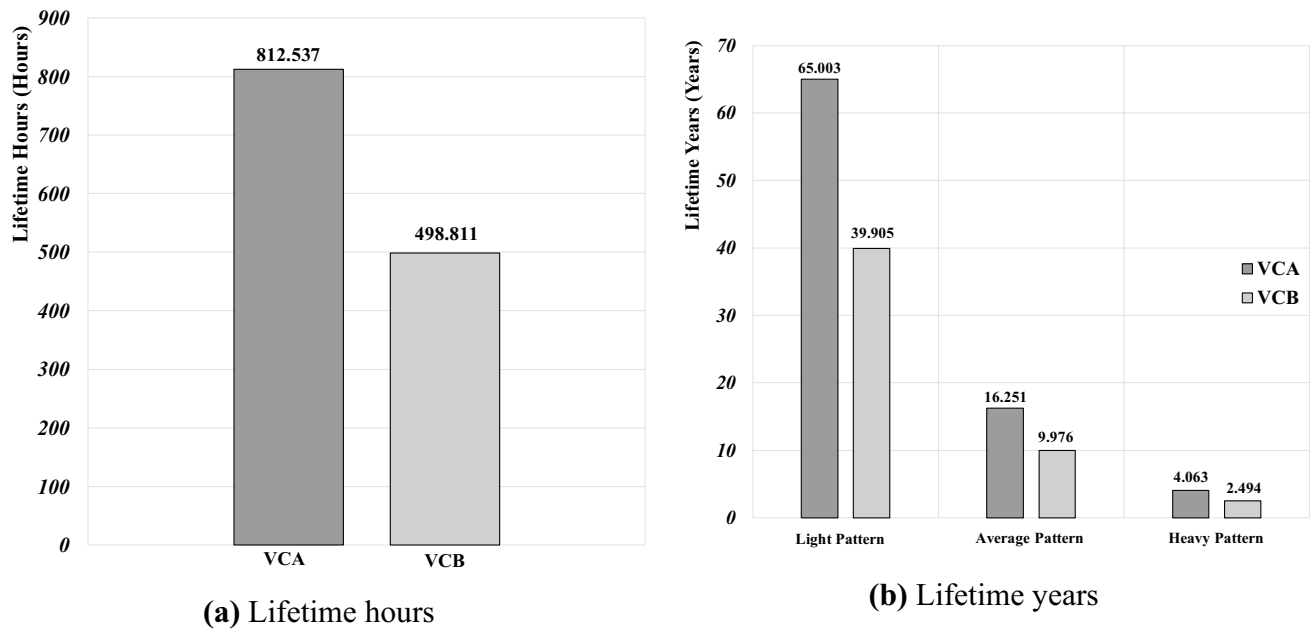 Lifetime Hours (Hours)
900
800
700
600
500
400
300
200
100
0
812.537
498.811
VCA
VCB
(a) Lifetime hours
Lifetime Years (Years)
70
60
50
40
30
20
10
0
65.003
39.905
16.251
9.976
4.063
2.494
Light Pattern
Average Pattern
Heavy Pattern
VCA
VCB
(b) Lifetime years